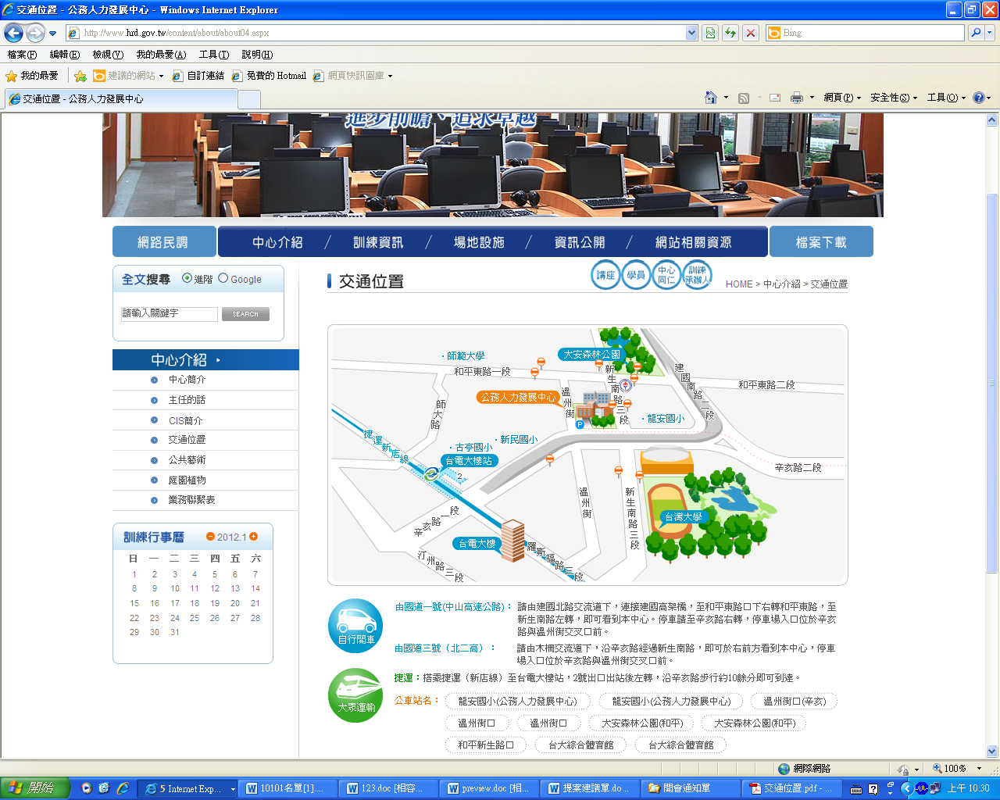 交通位置 - 公務人力發展中心 - Windows Internet Explorer
http://www.hrd.gov.tw/content/about/about04.aspx
Bing
檔案(F) 編輯(E) 檢視(V) 我的最愛(A) 工具(T) 說明(H)
我的最愛 建議的網站 自訂連結 免費的 Hotmail 網頁快訊圖庫
交通位置 - 公務人力發展中心
網頁(P) 安全性(S) 工具(O)
進步前瞻、追求卓越
網路民調 中心介紹 / 訓練資訊 / 場地設施 / 資訊公開 / 網站相關資源 檔案下載
全文搜尋 進階 Google
請輸入關鍵字 SEARCH
中心介紹
中心簡介
主任的話
CIS簡介
交通位置
公共藝術
庭園植物
業務聯繫表
訓練行事曆 2012.1
日 一 二 三 四 五 六
1 2 3 4 5 6 7
8 9 10 11 12 13 14
15 16 17 18 19 20 21
22 23 24 25 26 27 28
29 30 31
交通位置
講座 學員 中心同仁 訓練承辦人
HOME > 中心介紹 > 交通位置
大安森林公園
師範大學
和平東路一段
新生南路三段
建國南路二段
和平東路二段
公務人力發展中心
溫州街
師大路
P
龍安國小
新民國小
古亭國小
捷運新店線
台電大樓站
2
辛亥路二段
溫州街
新生南路三段
台灣大學
辛亥路一段
台電大樓
汀州路三段
羅斯福路三段
自行開車
由國道一號(中山高速公路)： 請由建國北路交流道下，連接建國高架橋，至和平東路口下右轉和平東路，至
新生南路左轉，即可看到本中心。停車請至辛亥路右轉，停車場入口位於辛亥
路與溫州街交叉口前。
由國道三號（北二高）： 請由木柵交流道下，沿辛亥路經過新生南路，即可於右前方看到本中心，停車
場入口位於辛亥路與溫州街交叉口前。
大眾運輸
捷運：搭乘捷運（新店線）至台電大樓站，2號出口出站後左轉，沿辛亥路步行約10餘分即可到達。
公車站名： 龍安國小(公務人力發展中心) 龍安國小(公務人力發展中心) 溫州街口(辛亥)
溫州街口 溫州街口 大安森林公園(和平) 大安森林公園(和平)
和平新生路口 台大綜合體育館 台大綜合體育館
網際網路 100%
開始 5 Internet Exp... 10101名單[1].... 123.doc [相容... preview.doc [相... 提案建議單.do... 開會通知單 交通位置.pdf - ... 上午 10:30